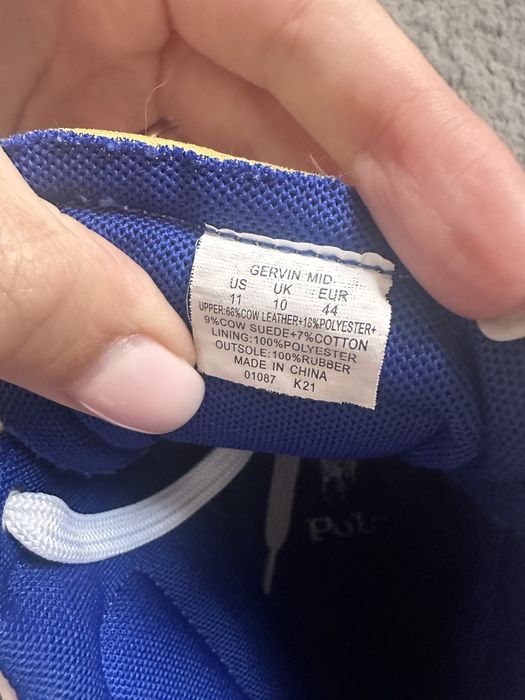 GERVIN MID
US UK EUR
11 10 44
UPPER:66%COW LEATHER+18%POLYESTER+
9%COW SUEDE+7%COTTON
LINING:100%POLYESTER
OUTSOLE:100%RUBBER
MADE IN CHINA
01087 K21